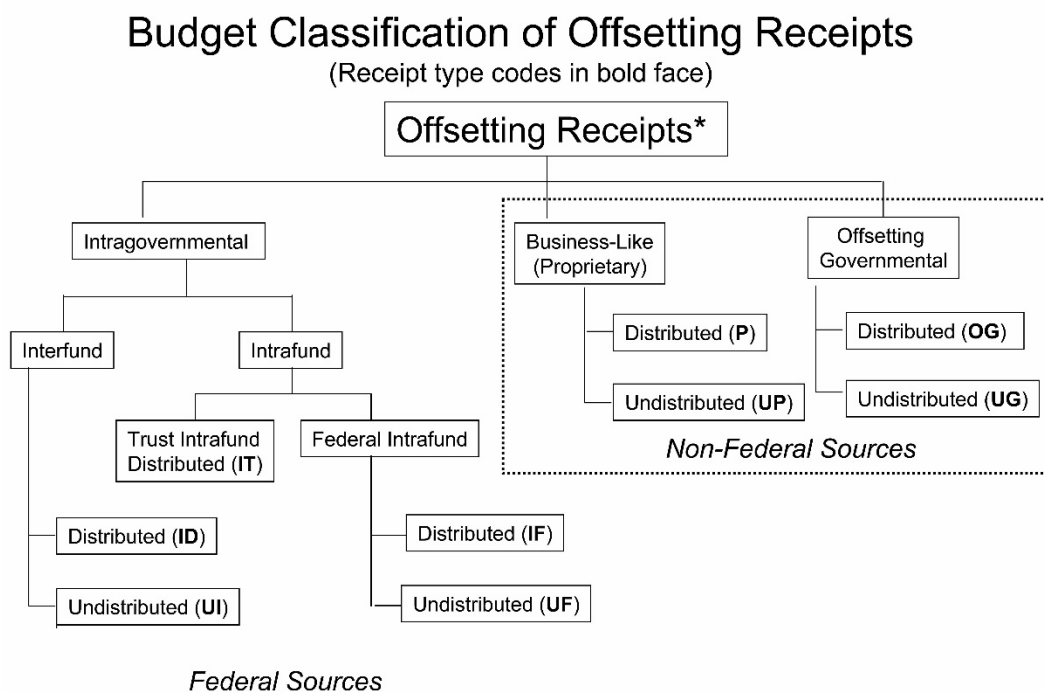 Budget Classification of Offsetting Receipts
(Receipt type codes in bold face)
Offsetting Receipts*
Intragovernmental
Business-Like
(Proprietary)
Offsetting
Governmental
Interfund
Intrafund
Distributed (P)
Distributed (OG)
Undistributed (UP)
Undistributed (UG)
Trust Intrafund
Distributed (IT)
Federal Intrafund
Non-Federal Sources
Distributed (ID)
Distributed (IF)
Undistributed (UI)
Undistributed (UF)
Federal Sources